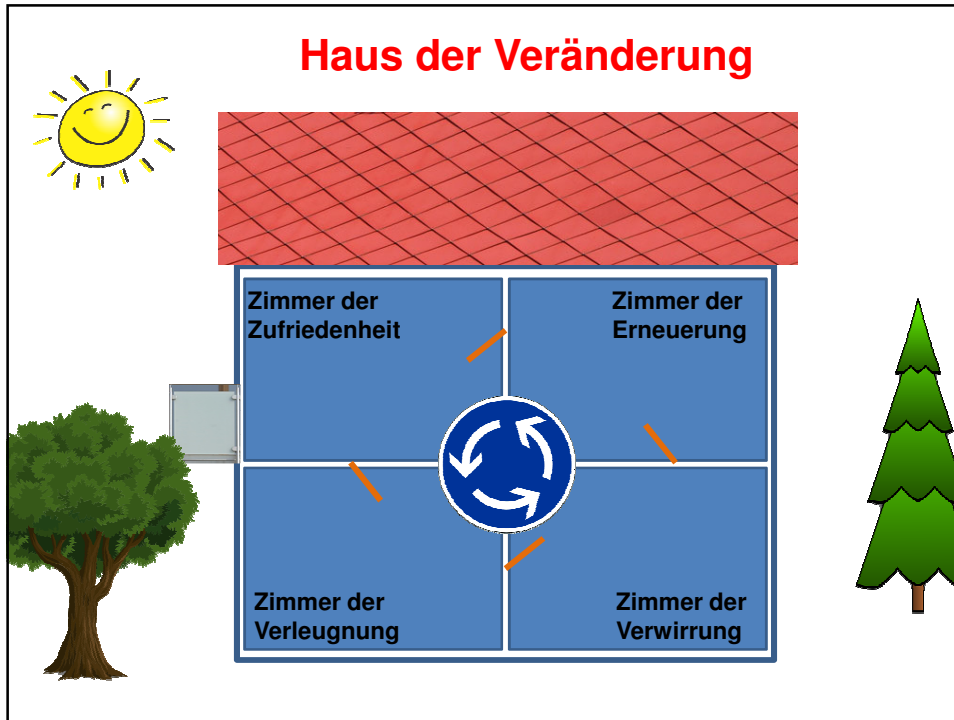 Haus der Veränderung
Zimmer der
Zufriedenheit
Zimmer der
Erneuerung
Zimmer der
Verleugnung
Zimmer der
Verwirrung